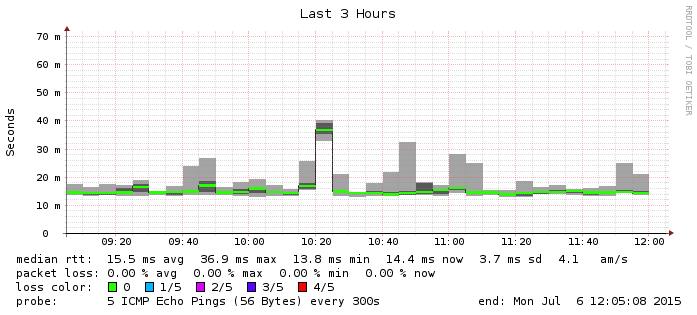 Last 3 Hours
RRDTOOL / TOBI OETIKER
Seconds
70 m
60 m
50 m
40 m
30 m
20 m
10 m
0
09:20 09:40 10:00 10:20 10:40 11:00 11:20 11:40 12:00
median rtt: 15.5 ms avg 36.9 ms max 13.8 ms min 14.4 ms now 3.7 ms sd 4.1 am/s
packet loss: 0.00 % avg 0.00 % max 0.00 % min 0.00 % now
loss color: 0 1/5 2/5 3/5 4/5
probe: 5 ICMP Echo Pings (56 Bytes) every 300s end: Mon Jul 6 12:05:08 2015